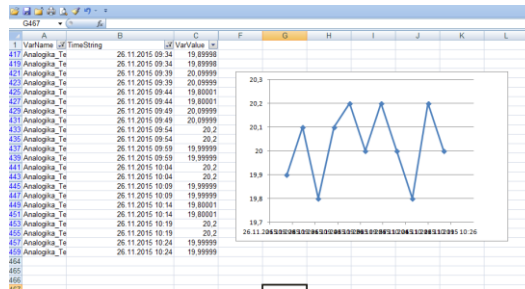 G467 fx
A B C F G H I J K L
1 VarName TimeString VarValue
417 Analogika_Te 26.11.2015 09:34 19,89998
419 Analogika_Te 26.11.2015 09:34 19,89998
421 Analogika_Te 26.11.2015 09:39 20,09999
423 Analogika_Te 26.11.2015 09:39 20,09999
425 Analogika_Te 26.11.2015 09:44 19,80001
427 Analogika_Te 26.11.2015 09:44 19,80001
429 Analogika_Te 26.11.2015 09:49 20,09999
431 Analogika_Te 26.11.2015 09:49 20,09999
433 Analogika_Te 26.11.2015 09:54 20,2
435 Analogika_Te 26.11.2015 09:54 20,2
437 Analogika_Te 26.11.2015 09:59 19,99999
439 Analogika_Te 26.11.2015 09:59 19,99999
441 Analogika_Te 26.11.2015 10:04 20,2
443 Analogika_Te 26.11.2015 10:04 20,2
445 Analogika_Te 26.11.2015 10:09 19,99999
447 Analogika_Te 26.11.2015 10:09 19,99999
449 Analogika_Te 26.11.2015 10:14 19,80001
451 Analogika_Te 26.11.2015 10:14 19,80001
453 Analogika_Te 26.11.2015 10:19 20,2
455 Analogika_Te 26.11.2015 10:19 20,2
457 Analogika_Te 26.11.2015 10:24 19,99999
459 Analogika_Te 26.11.2015 10:24 19,99999
464
465
466
20,3
20,2
20,1
20
19,9
19,8
19,7
10:26